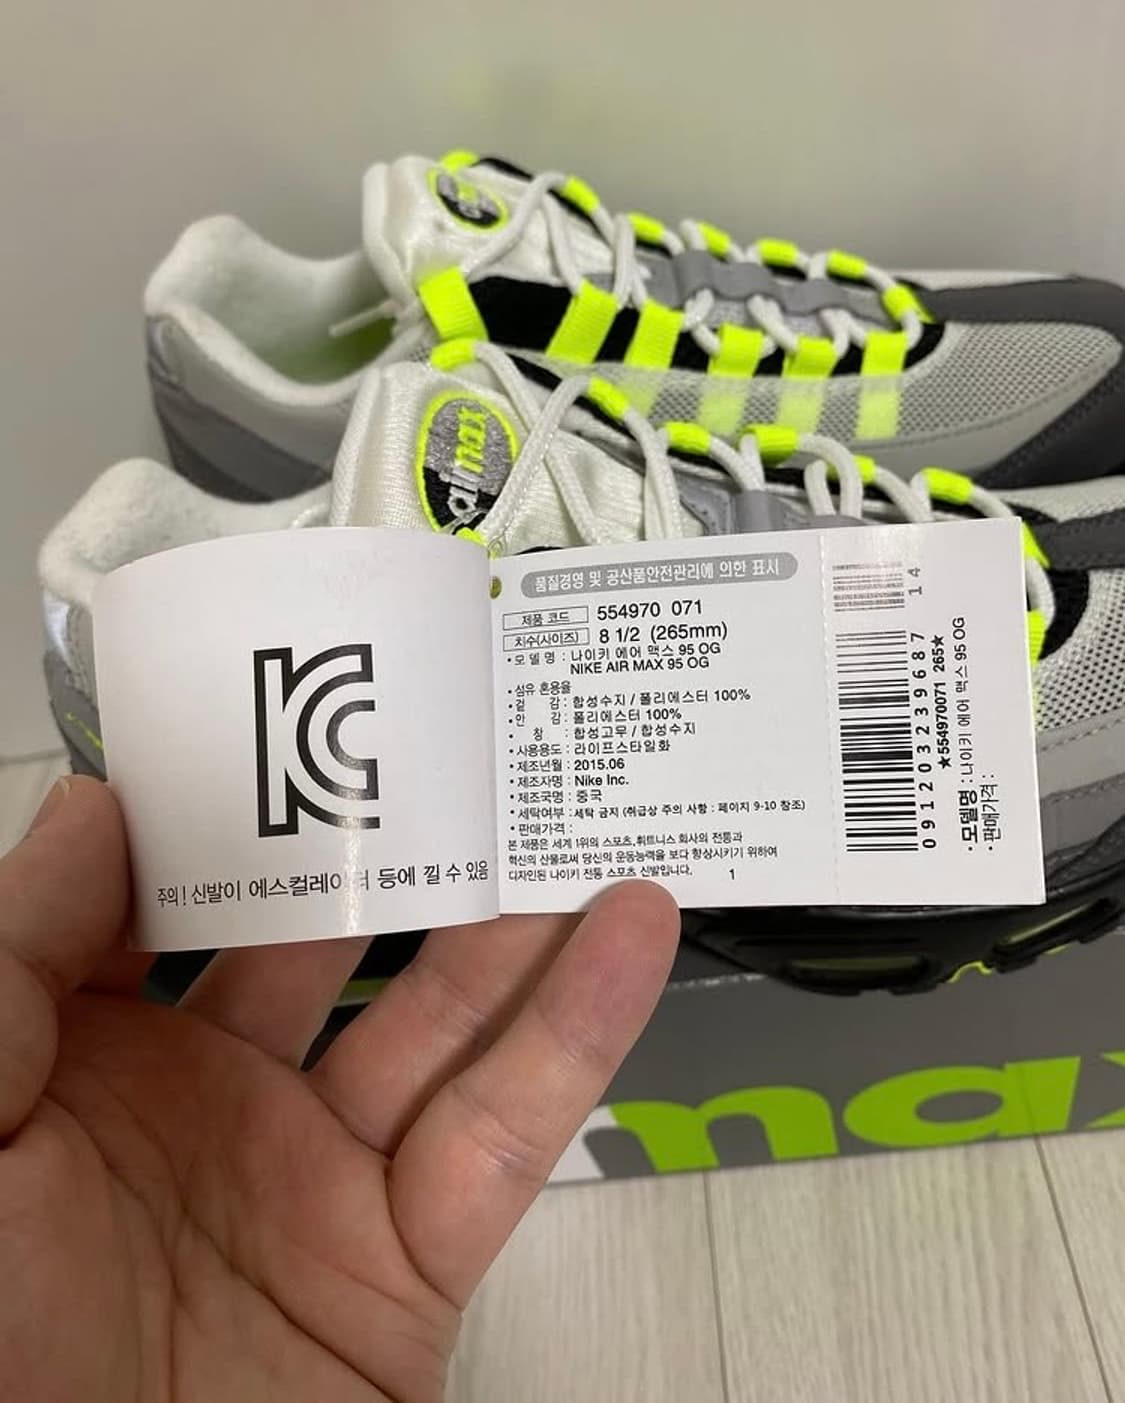 air max
KC
주의! 신발이 에스컬레이터 등에 낄 수 있음
품질경영 및 공산품안전관리에 의한 표시
제품 코드 554970 071
치수(사이즈) 8 1/2 (265mm)
• 모 델 명 : 나이키 에어 맥스 95 OG
NIKE AIR MAX 95 OG
• 섬유 혼용율
• 겉 감 : 합성수지 / 폴리에스터 100%
• 안 감 : 폴리에스터 100%
• 창 : 합성고무 / 합성수지
• 사용용도 : 라이프스타일화
• 제조년월 : 2015.06
• 제조자명 : Nike Inc.
• 제조국명 : 중국
• 세탁여부 : 세탁 금지 (취급상 주의 사항 : 페이지 9-10 참조)
• 판매가격 :
본 제품은 세계 1위의 스포츠, 휘트니스 회사의 전통과
혁신의 산물로써 당신의 운동능력을 보다 향상시키기 위하여
디자인된 나이키 전통 스포츠 신발입니다.
1
14
091203239687
★554970071 265★
• 모델명 : 나이키 에어 맥스 95 OG
• 판매가격 :
max